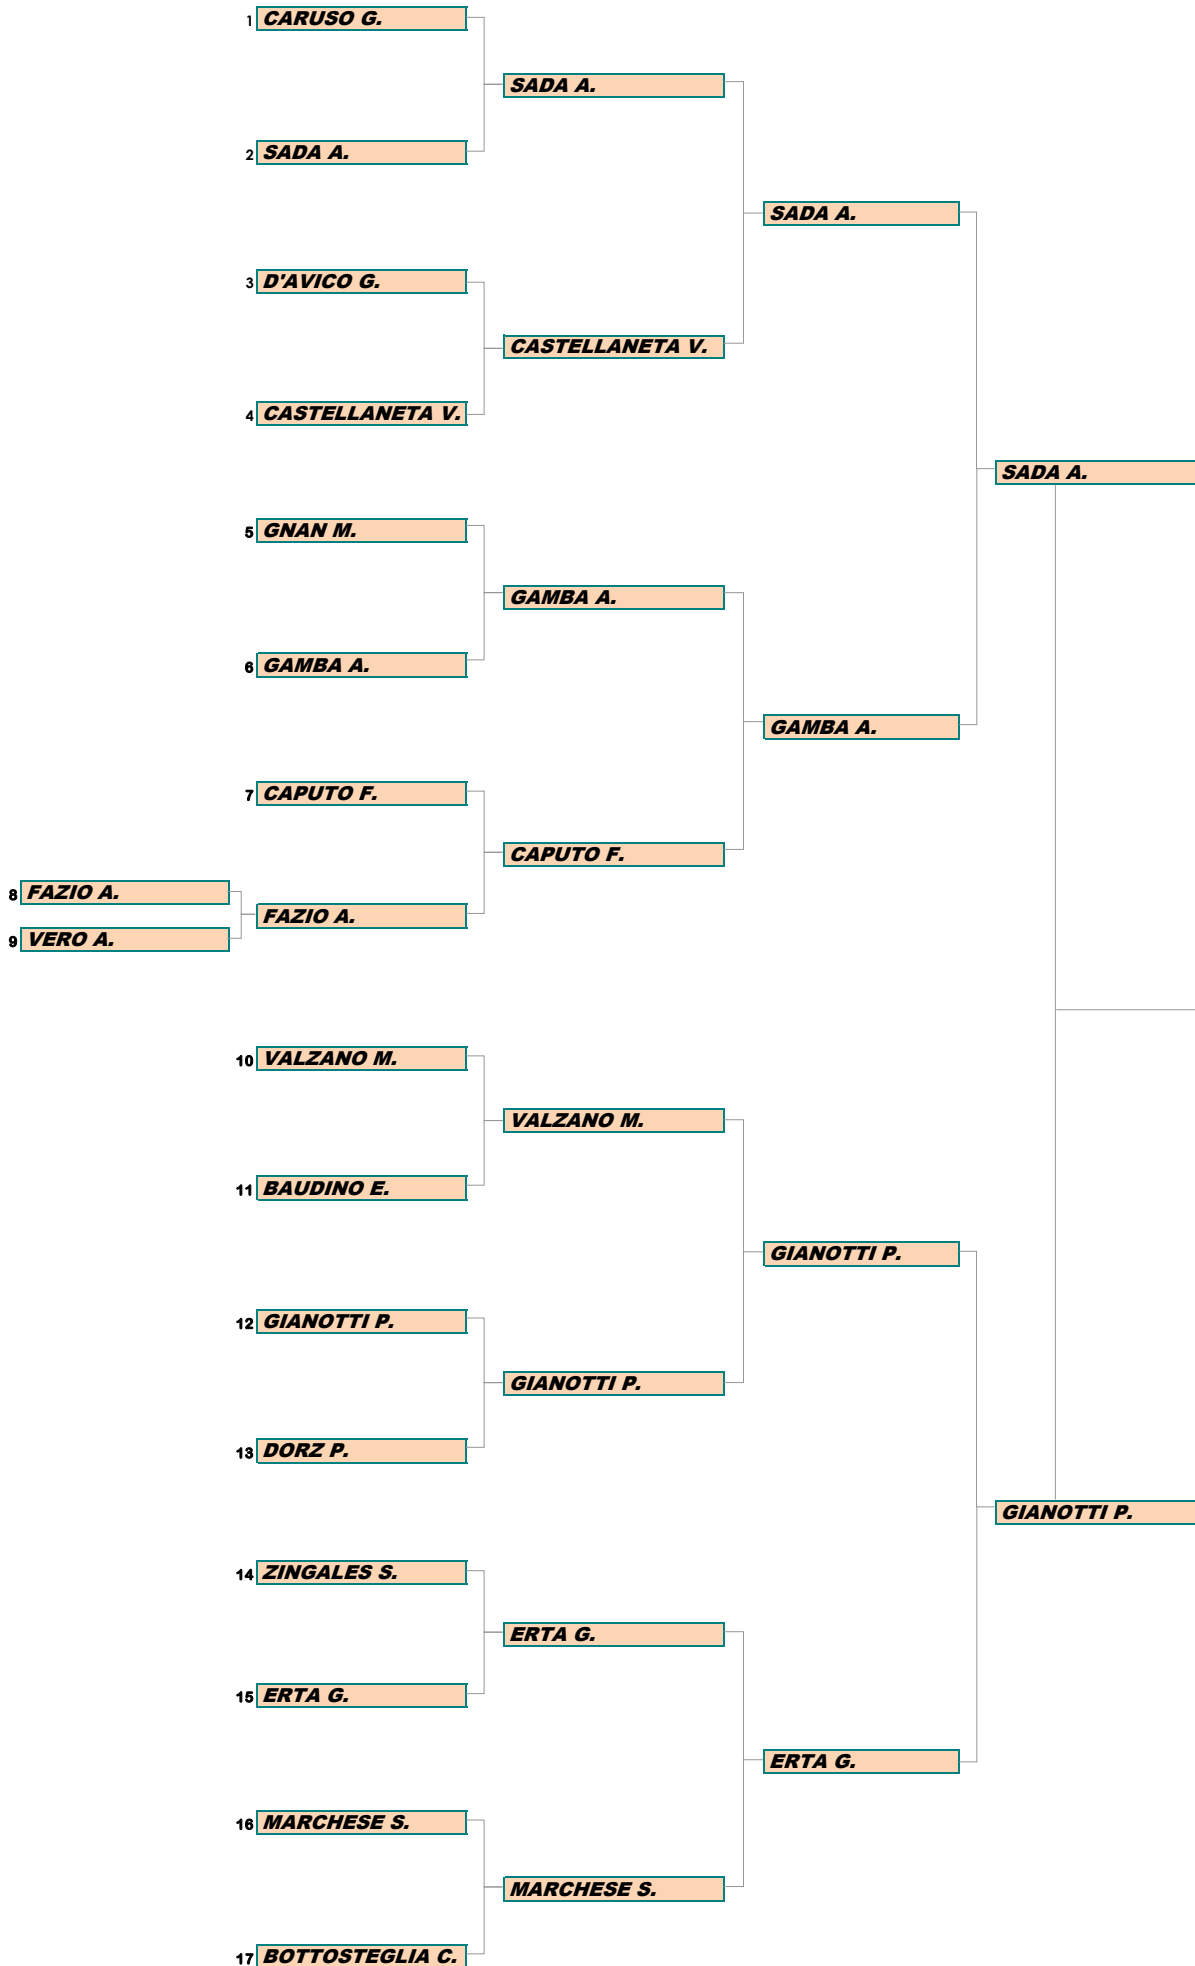 1 CARUSO G.
SADA A.
2 SADA A.
SADA A.
3 D'AVICO G.
CASTELLANETA V.
4 CASTELLANETA V.
SADA A.
5 GNAN M.
GAMBA A.
6 GAMBA A.
GAMBA A.
7 CAPUTO F.
CAPUTO F.
8 FAZIO A.
FAZIO A.
9 VERO A.
10 VALZANO M.
VALZANO M.
11 BAUDINO E.
GIANOTTI P.
12 GIANOTTI P.
GIANOTTI P.
13 DORZ P.
GIANOTTI P.
14 ZINGALES S.
ERTA G.
15 ERTA G.
ERTA G.
16 MARCHESE S.
MARCHESE S.
17 BOTTOSTEGLIA C.